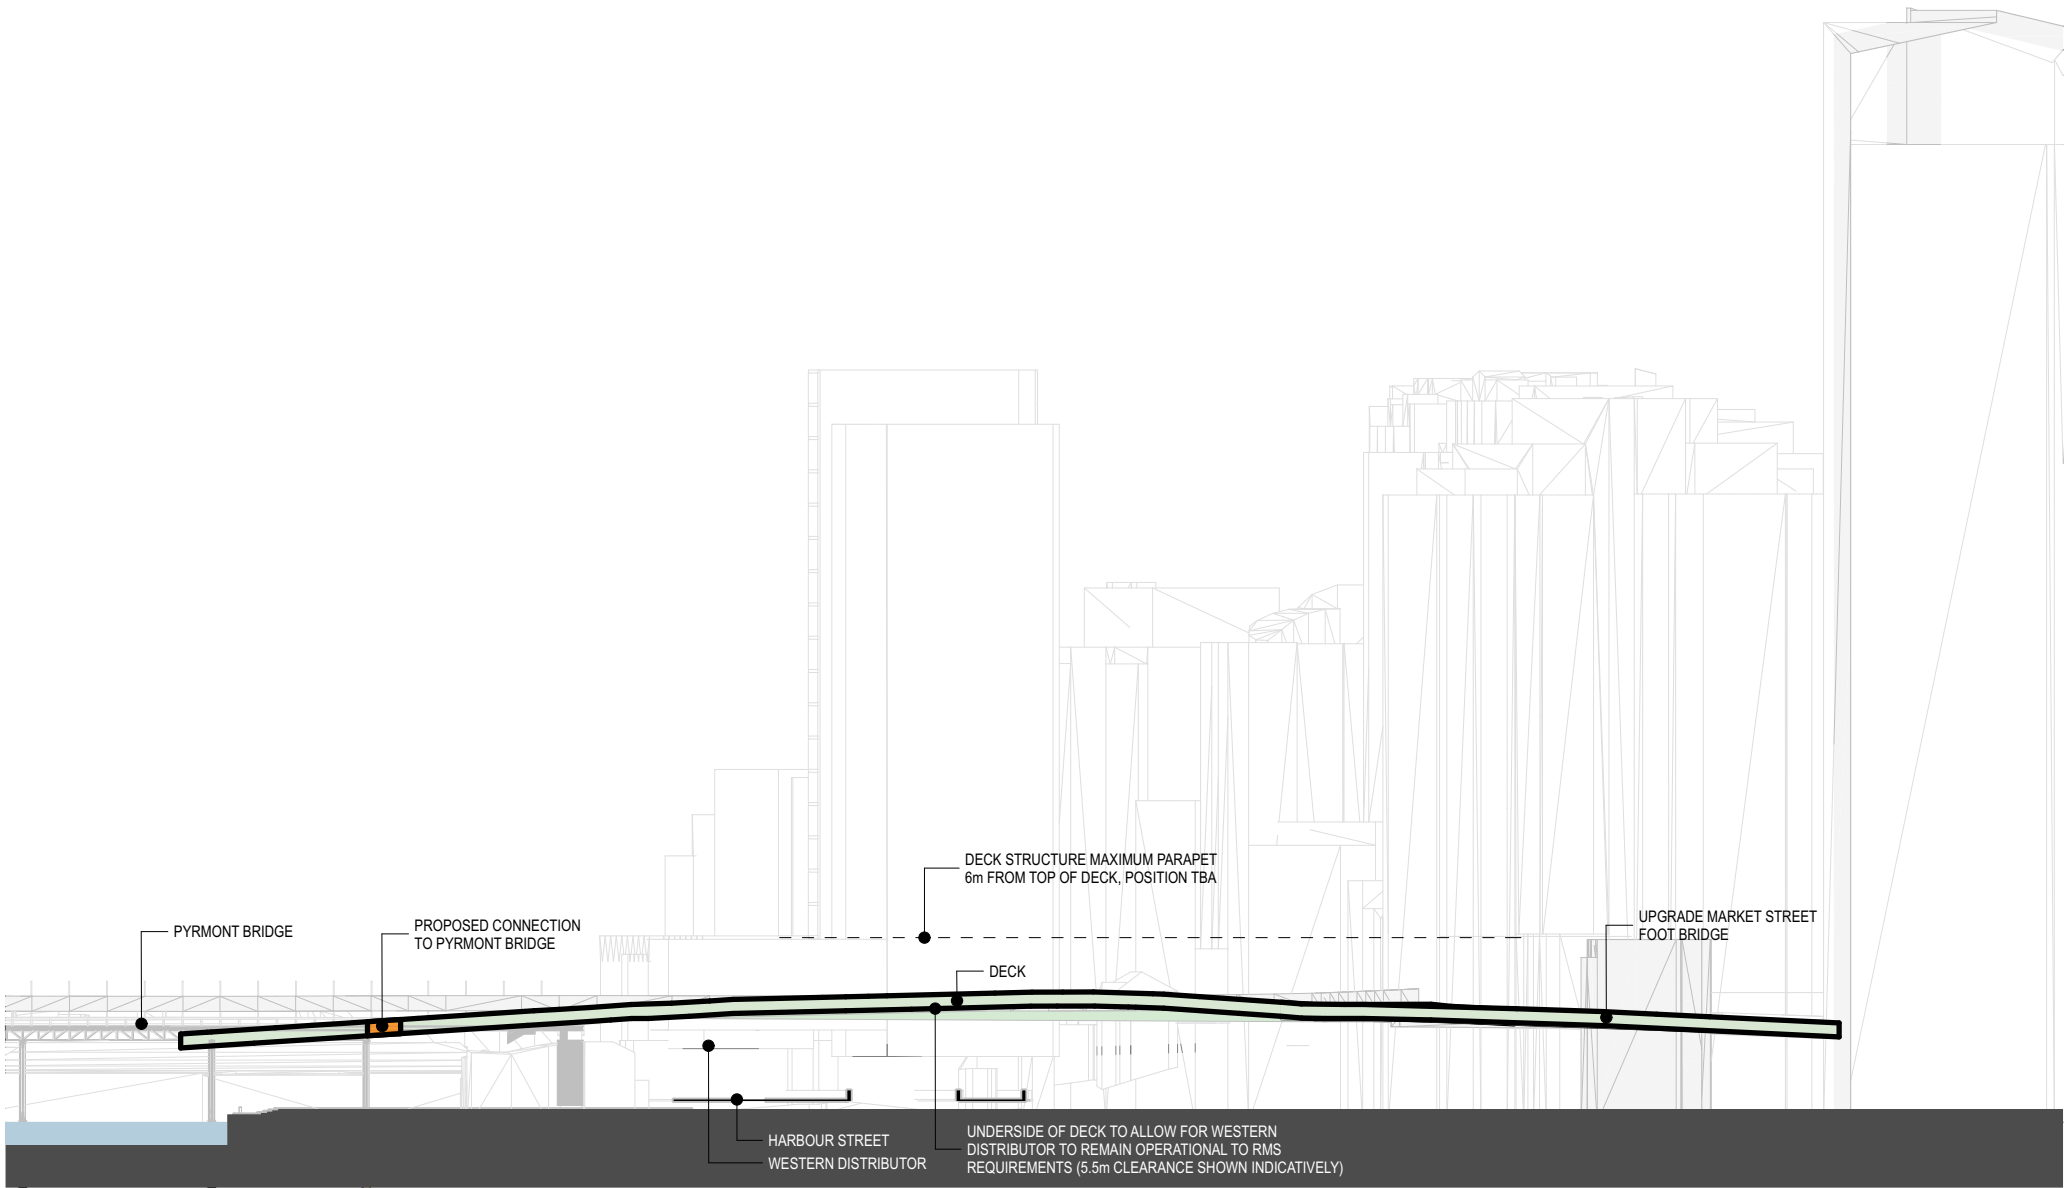 DECK STRUCTURE MAXIMUM PARAPET
6m FROM TOP OF DECK, POSITION TBA
PYRMONT BRIDGE
PROPOSED CONNECTION
TO PYRMONT BRIDGE
UPGRADE MARKET STREET
FOOT BRIDGE
DECK
HARBOUR STREET
WESTERN DISTRIBUTOR
UNDERSIDE OF DECK TO ALLOW FOR WESTERN
DISTRIBUTOR TO REMAIN OPERATIONAL TO RMS
REQUIREMENTS (5.5m CLEARANCE SHOWN INDICATIVELY)